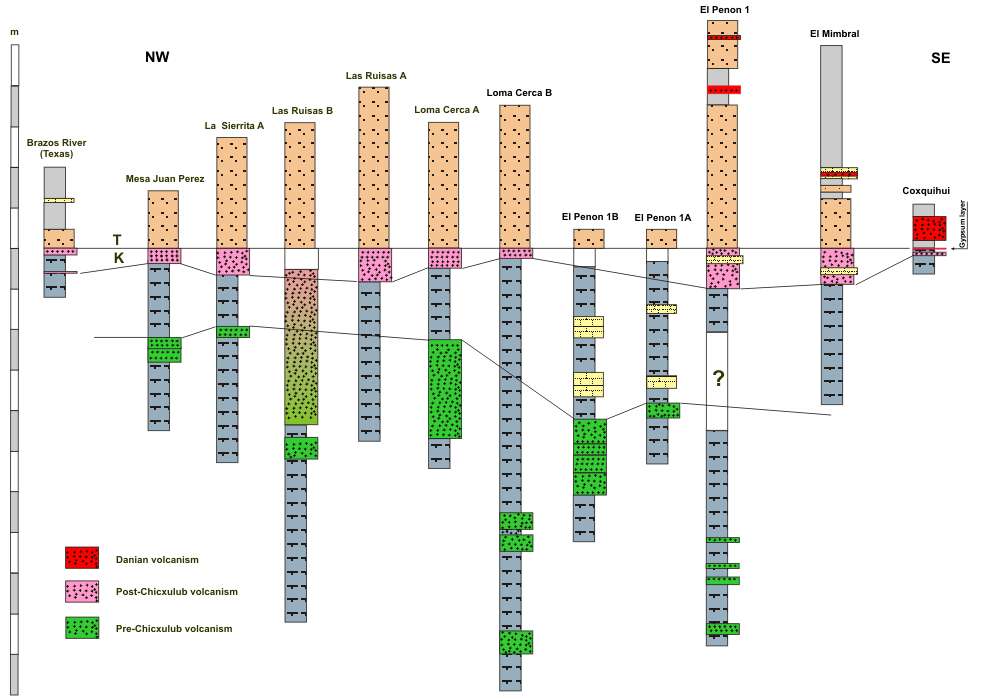 El Penon 1
m
El Mimbral
NW
SE
Las Ruisas A
Loma Cerca B
Las Ruisas B
Loma Cerca A
La Sierrita A
Brazos River
(Texas)
Mesa Juan Perez
Coxquihui
Gypsum layer
El Penon 1B
El Penon 1A
T
K
?
Danian volcanism
Post-Chicxulub volcanism
Pre-Chicxulub volcanism